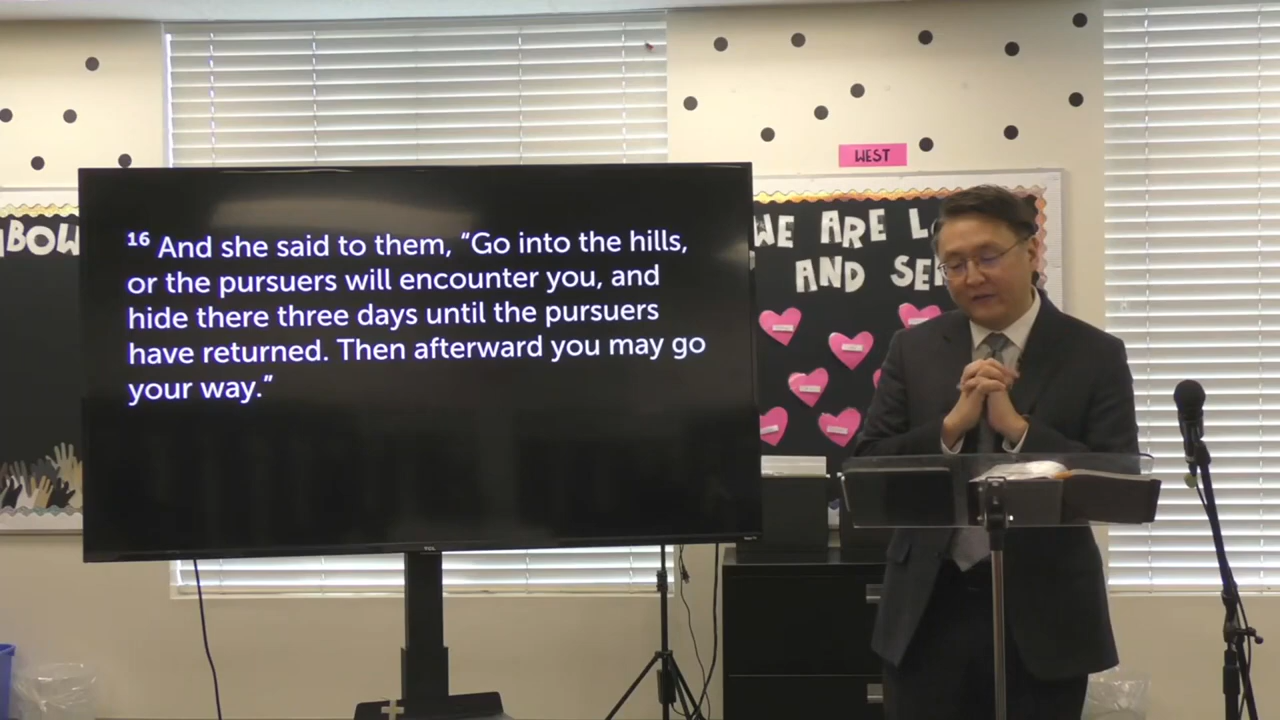 WEST
BOW
WE ARE L
AND SE
16 And she said to them, “Go into the hills,
or the pursuers will encounter you, and
hide there three days until the pursuers
have returned. Then afterward you may go
your way.”
TCL